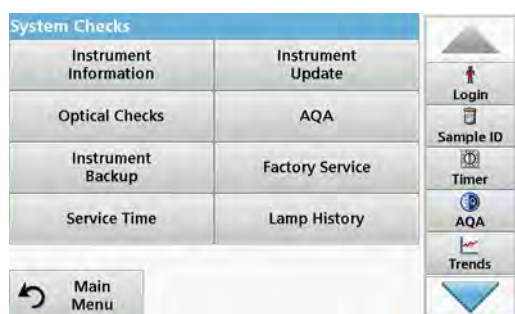 System Checks
Instrument
Information
Instrument
Update
Optical Checks
AQA
Instrument
Backup
Factory Service
Service Time
Lamp History
Main
Menu
Login
Sample ID
Timer
AQA
Trends